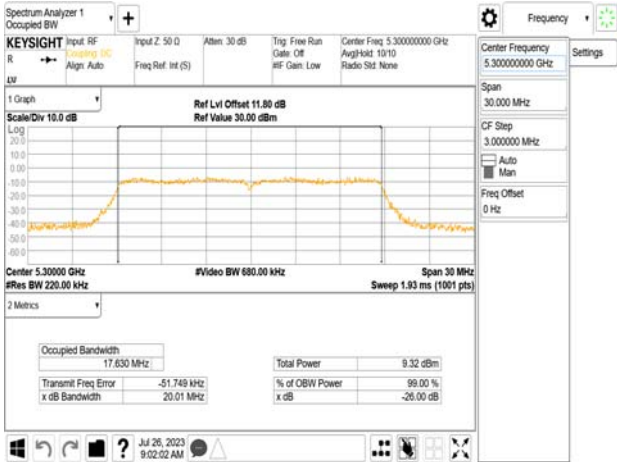 Spectrum Analyzer 1
Occupied BW
Frequency
Settings
KEYSIGHT
R
Input: RF
Coupling: DC
Align: Auto
Input Z: 50 Ω
Freq Ref: Int (S)
Atten: 30 dB
Trig: Free Run
Gate: Off
#IF Gain: Low
Center Freq: 5.300000000 GHz
Avg|Hold: 10/10
Radio Std: None
1 Graph
Scale/Div 10.0 dB
Ref Lvl Offset 11.80 dB
Ref Value 30.00 dBm
Log
20.0
10.0
0.00
-10.0
-20.0
-30.0
-40.0
-50.0
-60.0
Center 5.30000 GHz
#Res BW 220.00 kHz
#Video BW 680.00 kHz
Span 30 MHz
Sweep 1.93 ms (1001 pts)
2 Metrics
Occupied Bandwidth
17.630 MHz
Total Power 9.32 dBm
Transmit Freq Error -51.749 kHz
% of OBW Power 99.00 %
x dB Bandwidth 20.01 MHz
x dB -26.00 dB
Center Frequency
5.300000000 GHz
Span
30.000 MHz
CF Step
3.000000 MHz
Auto
Man
Freq Offset
0 Hz
?
Jul 26, 2023
9:02:02 AM